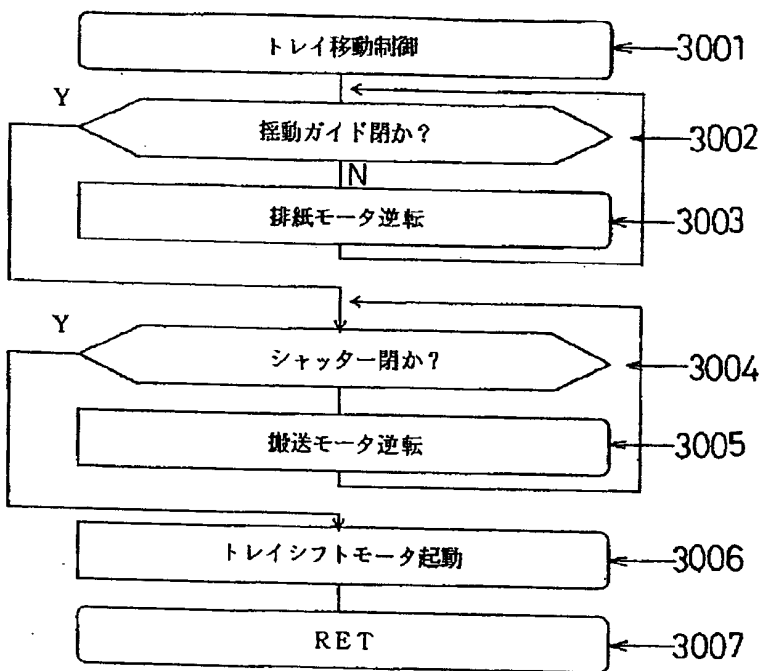 トレイ移動制御 3001
Y
揺動ガイド閉か? 3002
N
排紙モータ逆転 3003
Y
シャッター閉か? 3004
搬送モータ逆転 3005
トレイシフトモータ起動 3006
RET 3007